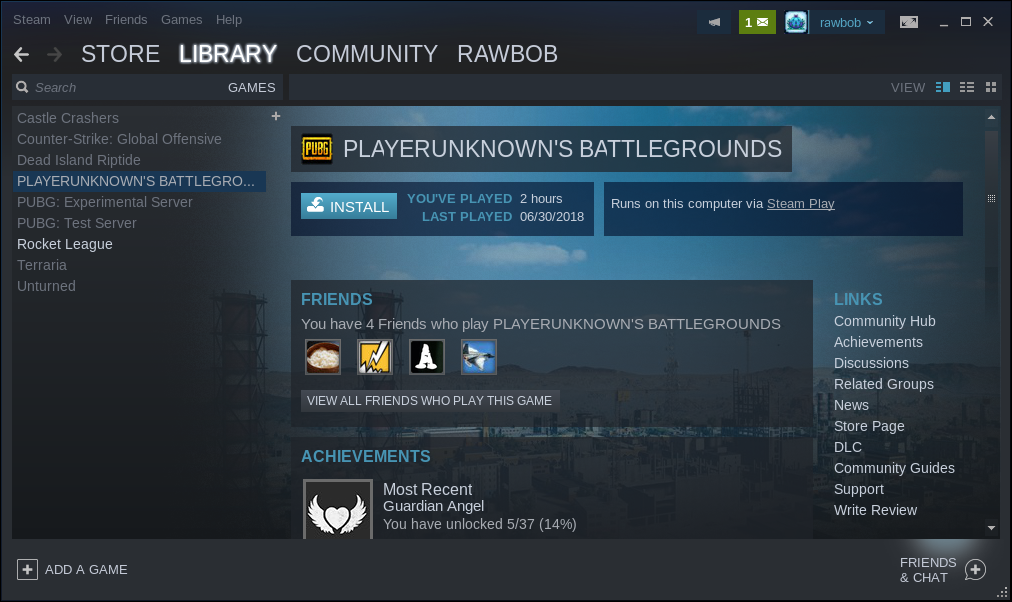 Steam View Friends Games Help
1 rawbob
STORE LIBRARY COMMUNITY RAWBOB
Search GAMES
VIEW
Castle Crashers
Counter-Strike: Global Offensive
Dead Island Riptide
PLAYERUNKNOWN'S BATTLEGRO...
PUBG: Experimental Server
PUBG: Test Server
Rocket League
Terraria
Unturned
PUBG
PLAYERUNKNOWN'S BATTLEGROUNDS
INSTALL
YOU'VE PLAYED 2 hours
LAST PLAYED 06/30/2018
Runs on this computer via Steam Play
FRIENDS
You have 4 Friends who play PLAYERUNKNOWN'S BATTLEGROUNDS
VIEW ALL FRIENDS WHO PLAY THIS GAME
ACHIEVEMENTS
Most Recent
Guardian Angel
You have unlocked 5/37 (14%)
LINKS
Community Hub
Achievements
Discussions
Related Groups
News
Store Page
DLC
Community Guides
Support
Write Review
ADD A GAME
FRIENDS
& CHAT